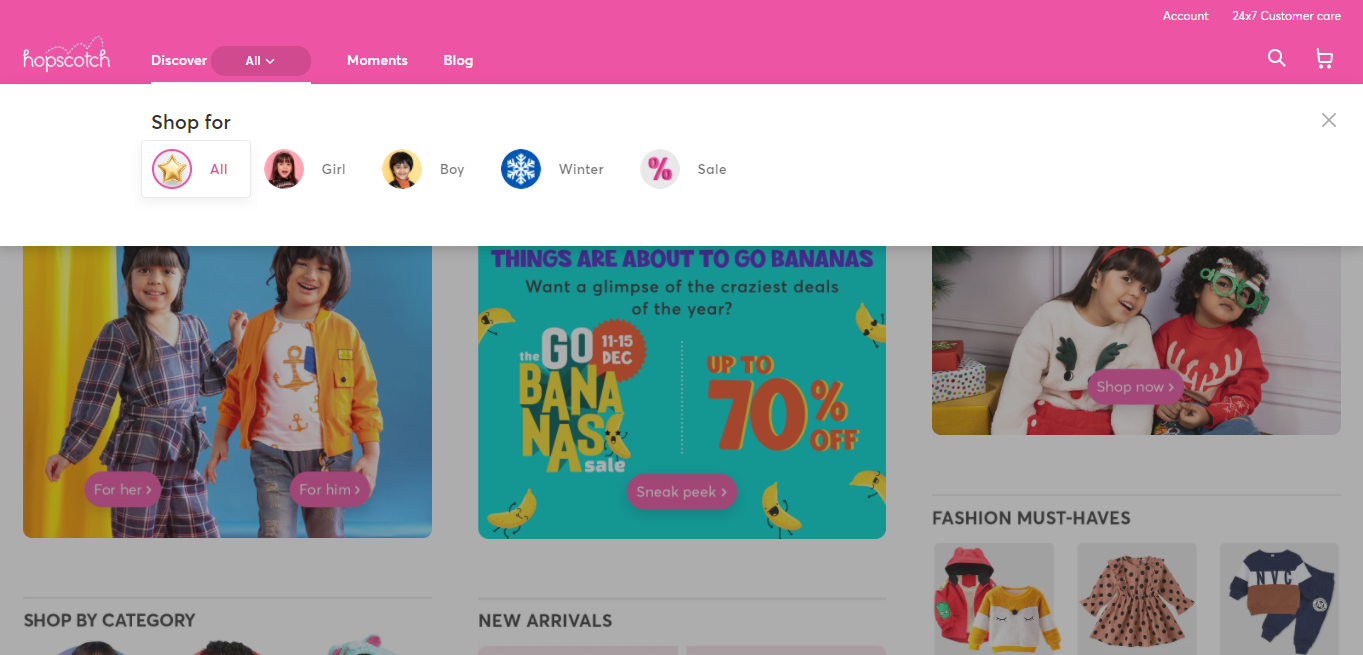 Account
24x7 Customer care
hopscotch
Discover
All
Moments
Blog
Shop for
All
Girl
Boy
Winter
%
Sale
THINGS ARE ABOUT TO GO BANANAS
Want a glimpse of the craziest deals
of the year?
the GO
11-15
DEC
BANA
NAS
sale
UP TO
70%
OFF
Shop now ›
For her ›
For him ›
Sneak peek ›
FASHION MUST-HAVES
NVC
SHOP BY CATEGORY
NEW ARRIVALS